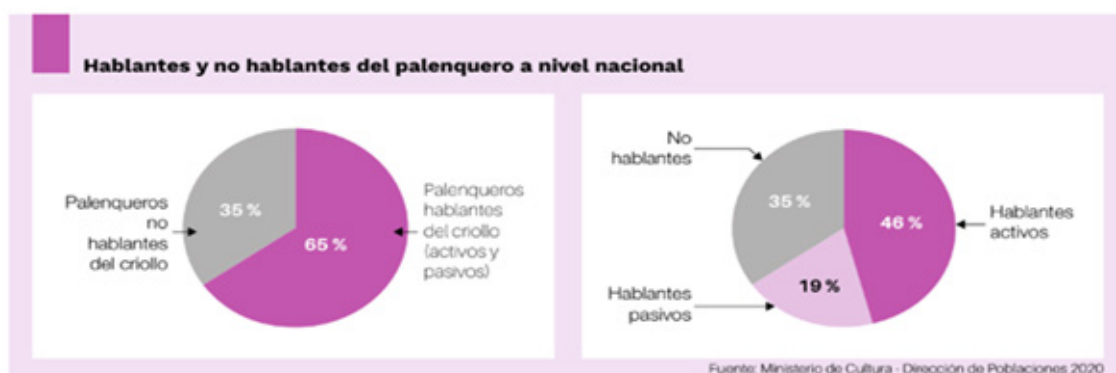 Hablantes y no hablantes del palenquero a nivel nacional
Palenqueros
no
hablantes
del criollo
35 %
65 %
Palenqueros
hablantes
del criollo
(activos y
pasivos)
No
hablantes
35 %
46 %
Hablantes
activos
19 %
Hablantes
pasivos
Fuente: Ministerio de Cultura - Dirección de Poblaciones 2020